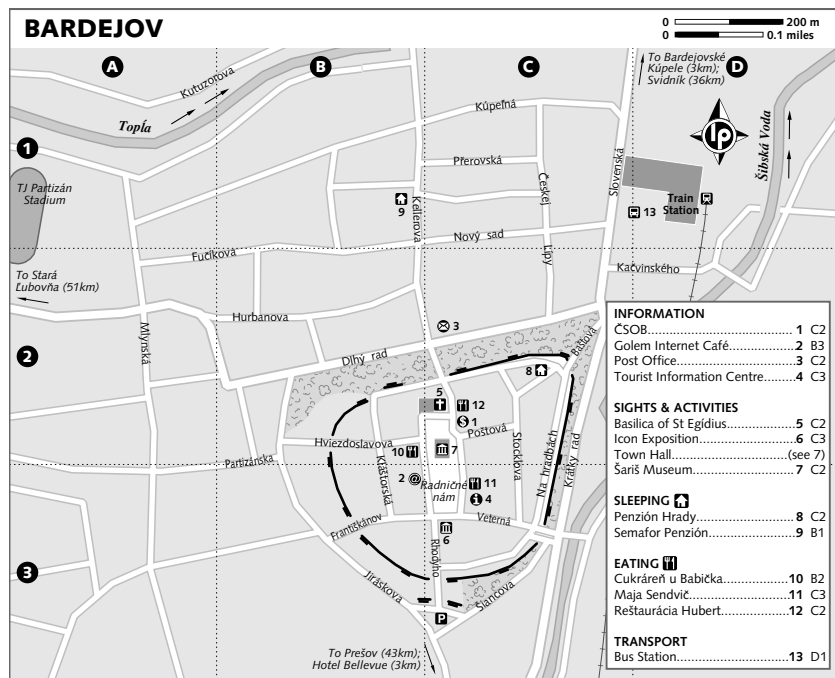 BARDEJOV
0 200 m
0 0.1 miles
A
B
C
D
1
2
3
To Bardejovské
Kúpele (3km);
Svidník (36km)
Kutuzorova
Topľa
Kúpeľná
lp
Šibská Voda
Přerovská
Českej
Slovenská
TJ Partizán
Stadium
9
Kellerova
Train
Station
13
Nový sad
Lípy
Fučíkova
Kačvinského
To Stará
Ľubovňa (51km)
Hurbanova
3
Mlynská
Dlhý rad
Baštová
8
5
12
1
Poštová
Hviezdoslavova
10
7
Stocklova
Na hradbách
Krátky rad
Partizánska
Kláštorská
2 @
11
Radničné
nám
i 4
Františkánov
Veterná
6
Rhodyho
Jiráskova
Slancova
P
To Prešov (43km);
Hotel Bellevue (3km)
INFORMATION
ČSOB 1 C2
Golem Internet Café 2 B3
Post Office 3 C2
Tourist Information Centre 4 C3
SIGHTS & ACTIVITIES
Basilica of St Egídius 5 C2
Icon Exposition 6 C3
Town Hall (see 7)
Šariš Museum 7 C2
SLEEPING
Penzión Hrady 8 C2
Semafor Penzión 9 B1
EATING
Cukráreň u Babička 10 B2
Maja Sendvič 11 C3
Reštaurácia Hubert 12 C2
TRANSPORT
Bus Station 13 D1